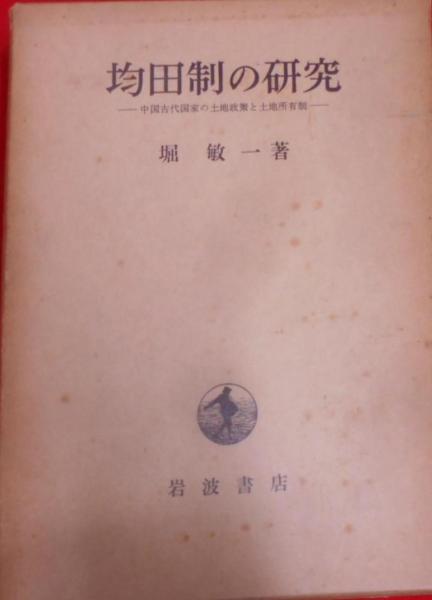 均田制の研究
——中国古代国家の土地政策と土地所有制——
堀 敏一著
岩波書店